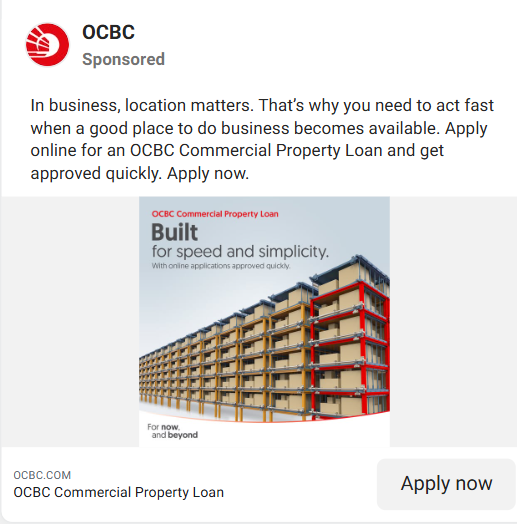 OCBC
Sponsored
In business, location matters. That's why you need to act fast
when a good place to do business becomes available. Apply
online for an OCBC Commercial Property Loan and get
approved quickly. Apply now.
OCBC Commercial Property Loan
Built
for speed and simplicity.
With online applications approved quickly.
For now,
and beyond
OCBC.COM
OCBC Commercial Property Loan
Apply now